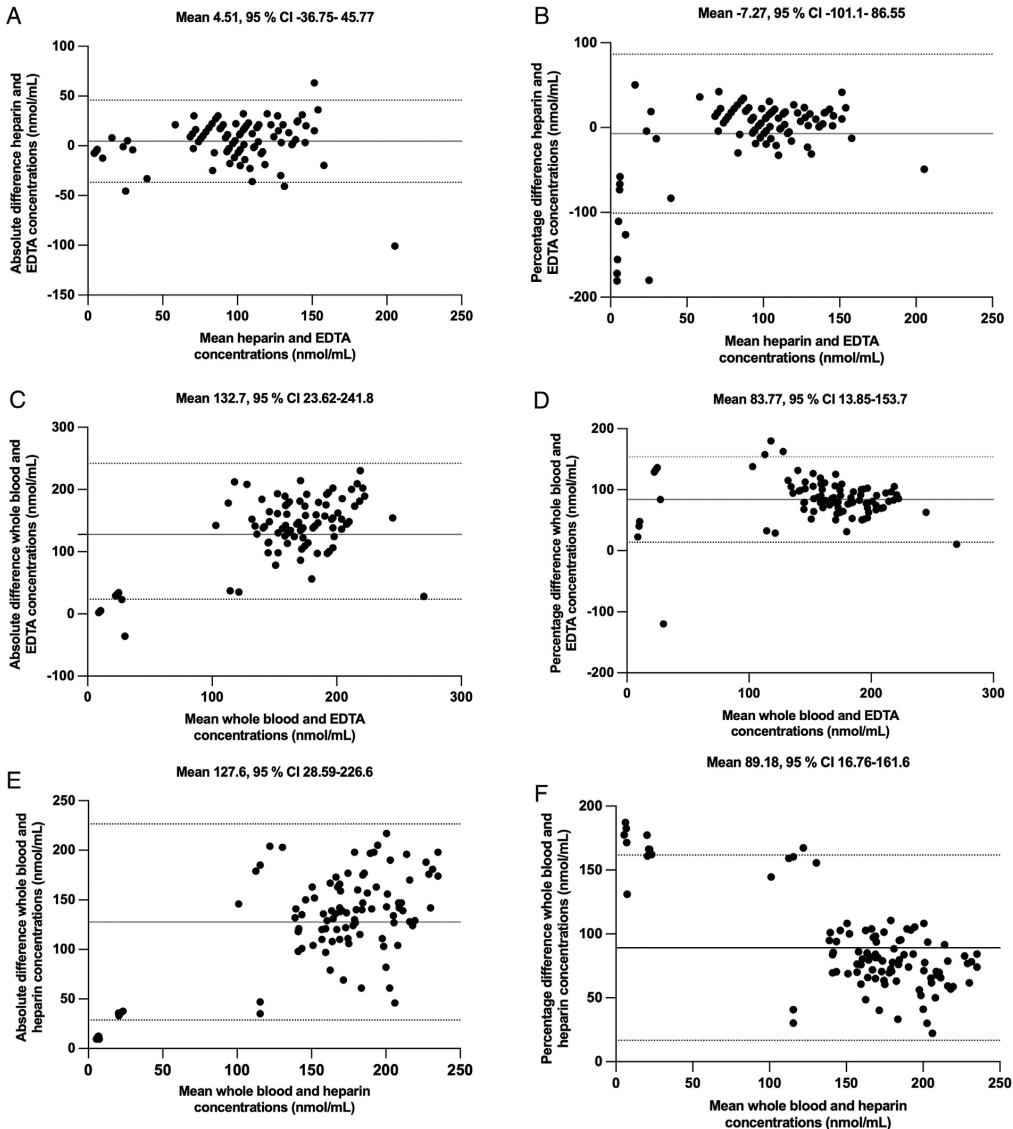 A
Mean 4.51, 95 % CI -36.75- 45.77
Absolute difference heparin and
EDTA concentrations (nmol/mL)
100
50
0
-50
-100
-150
0
50
100
150
200
250
Mean heparin and EDTA
concentrations (nmol/mL)
B
Mean -7.27, 95 % CI -101.1- 86.55
Percentage difference heparin and
EDTA concentrations (nmol/mL)
100
0
-100
-200
0
50
100
150
200
250
Mean heparin and EDTA
concentrations (nmol/mL)
C
Mean 132.7, 95 % CI 23.62-241.8
Absolute difference whole blood and
EDTA concentrations (nmol/mL)
300
200
100
0
-100
0
100
200
300
Mean whole blood and EDTA
concentrations (nmol/mL)
D
Mean 83.77, 95 % CI 13.85-153.7
Percentage difference whole blood and
EDTA concentrations (nmol/mL)
200
100
0
-100
-200
0
100
200
300
Mean whole blood and EDTA
concentrations (nmol/mL)
E
Mean 127.6, 95 % CI 28.59-226.6
Absolute difference whole blood and
heparin concentrations (nmol/mL)
250
200
150
100
50
0
0
50
100
150
200
250
Mean whole blood and heparin
concentrations (nmol/mL)
F
Mean 89.18, 95 % CI 16.76-161.6
Percentage difference whole blood and
heparin concentrations (nmol/mL)
200
150
100
50
0
0
50
100
150
200
250
Mean whole blood and heparin
concentrations (nmol/mL)